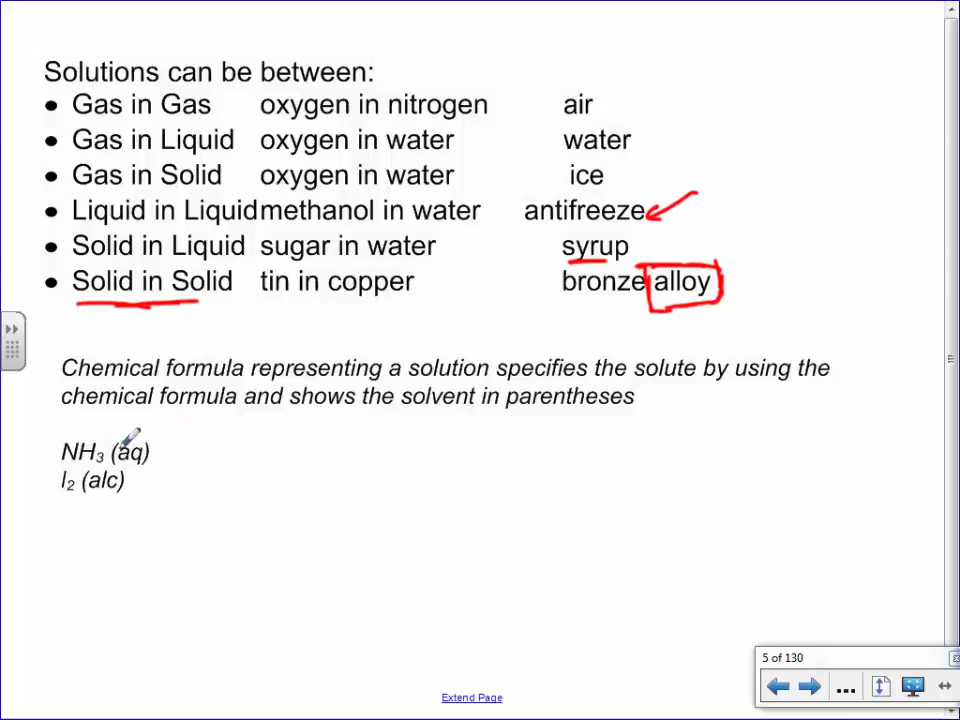 Solutions can be between:
• Gas in Gas oxygen in nitrogen air
• Gas in Liquid oxygen in water water
• Gas in Solid oxygen in water ice
• Liquid in Liquid methanol in water antifreeze
• Solid in Liquid sugar in water syrup
• Solid in Solid tin in copper bronze alloy
Chemical formula representing a solution specifies the solute by using the
chemical formula and shows the solvent in parentheses
NH₃ (aq)
I₂ (alc)
5 of 130
...
Extend Page